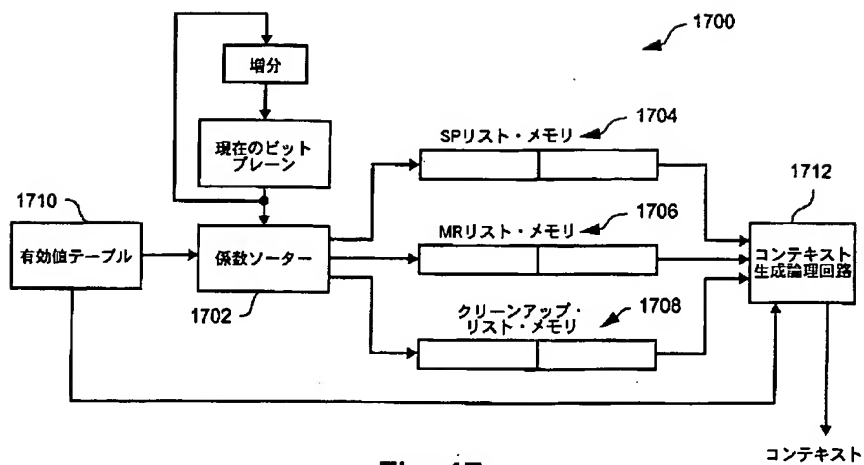 1700
増分
現在のビット
プレーン
SPリスト・メモリ
1704
1710
有効値テーブル
係数ソーター
1702
MRリスト・メモリ
1706
1712
コンテキスト
生成論理回路
クリーンアップ・
リスト・メモリ
1708
コンテキスト